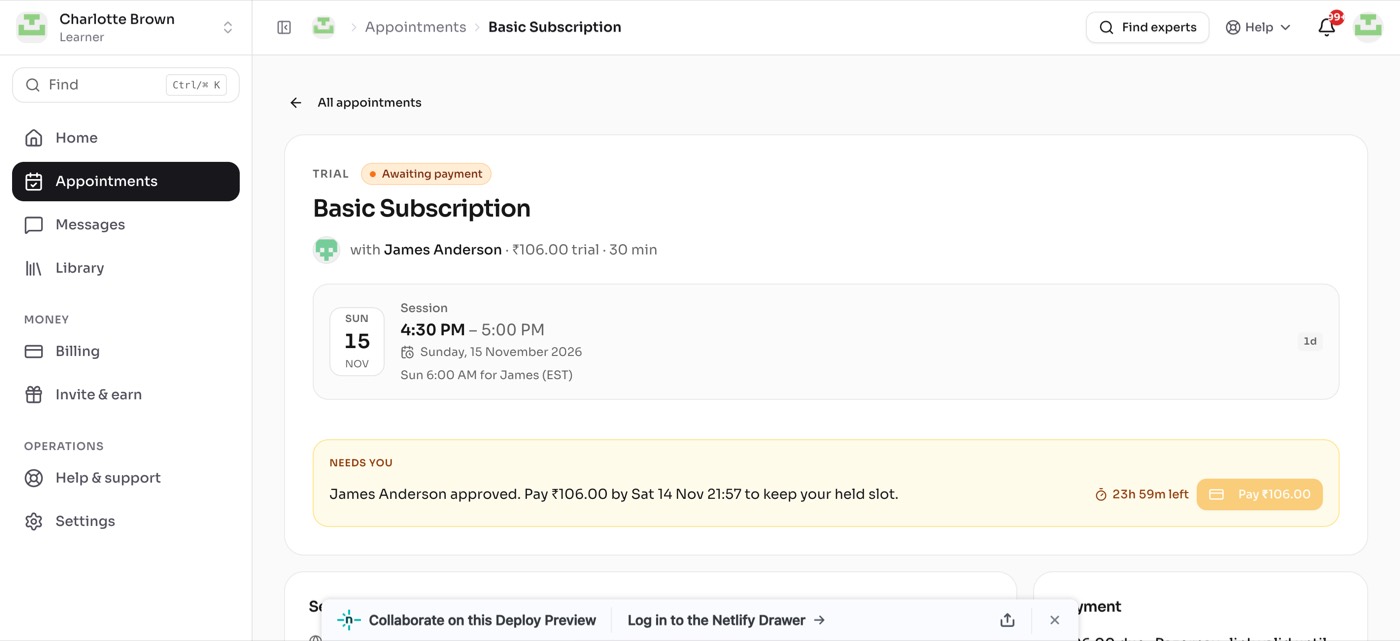 Charlotte Brown
Learner
Appointments
Basic Subscription
Find experts
Help
99+
Find
Ctrl/⌘ K
Home
Appointments
Messages
Library
MONEY
Billing
Invite & earn
OPERATIONS
Help & support
Settings
All appointments
TRIAL
Awaiting payment
Basic Subscription
with James Anderson · ₹106.00 trial · 30 min
SUN
15
NOV
Session
4:30 PM – 5:00 PM
Sunday, 15 November 2026
Sun 6:00 AM for James (EST)
1d
NEEDS YOU
James Anderson approved. Pay ₹106.00 by Sat 14 Nov 21:57 to keep your held slot.
23h 59m left
Pay ₹106.00
Collaborate on this Deploy Preview
Log in to the Netlify Drawer →